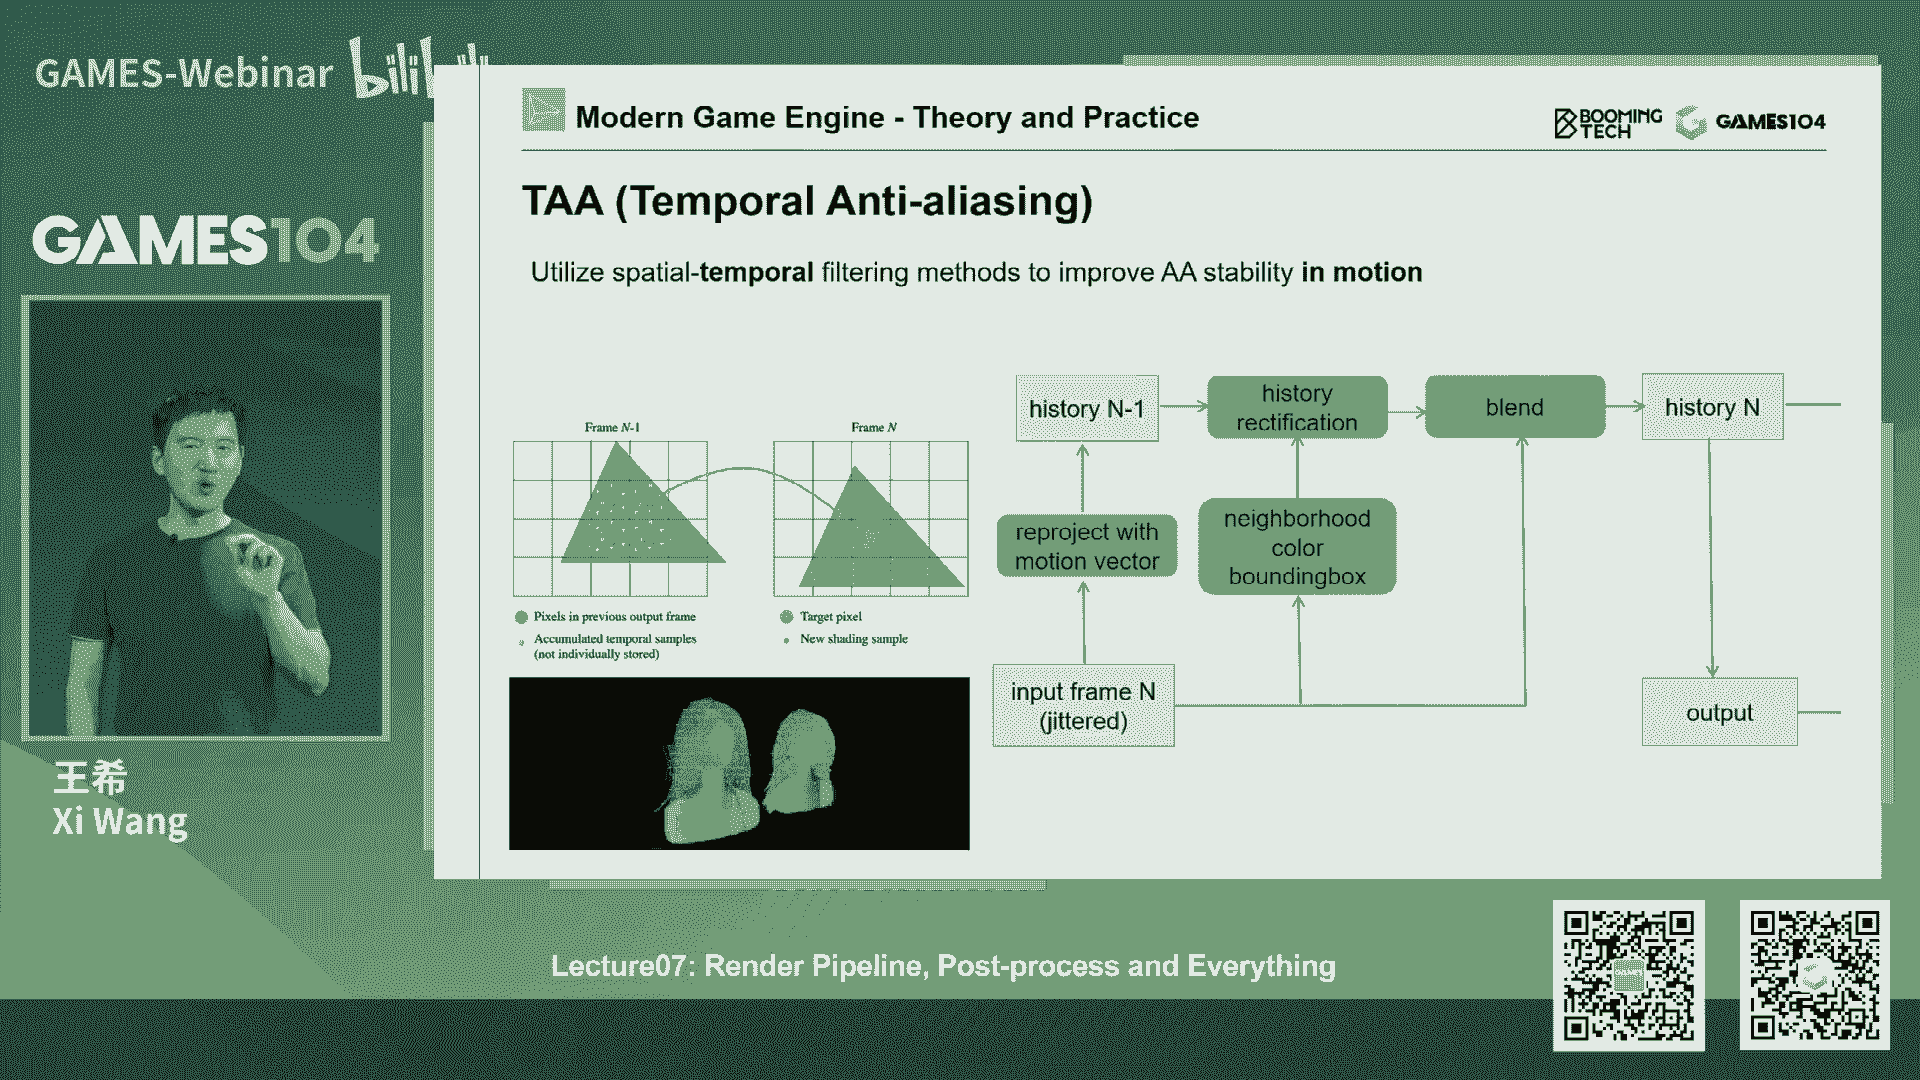 GAMES-Webinar bilibili
Modern Game Engine - Theory and Practice
BOOMING
TECH
GAMES104
GAMES104
TAA (Temporal Anti-aliasing)
Utilize spatial-temporal filtering methods to improve AA stability in motion
Frame N-1
Frame N
Pixels in previous output frame
Accumulated temporal samples
(not individually stored)
Target pixel
New shading sample
history N-1
history
rectification
blend
history N
reproject with
motion vector
neighborhood
color
boundingbox
input frame N
(jittered)
output
王希
Xi Wang
Lecture07: Render Pipeline, Post-process and Everything